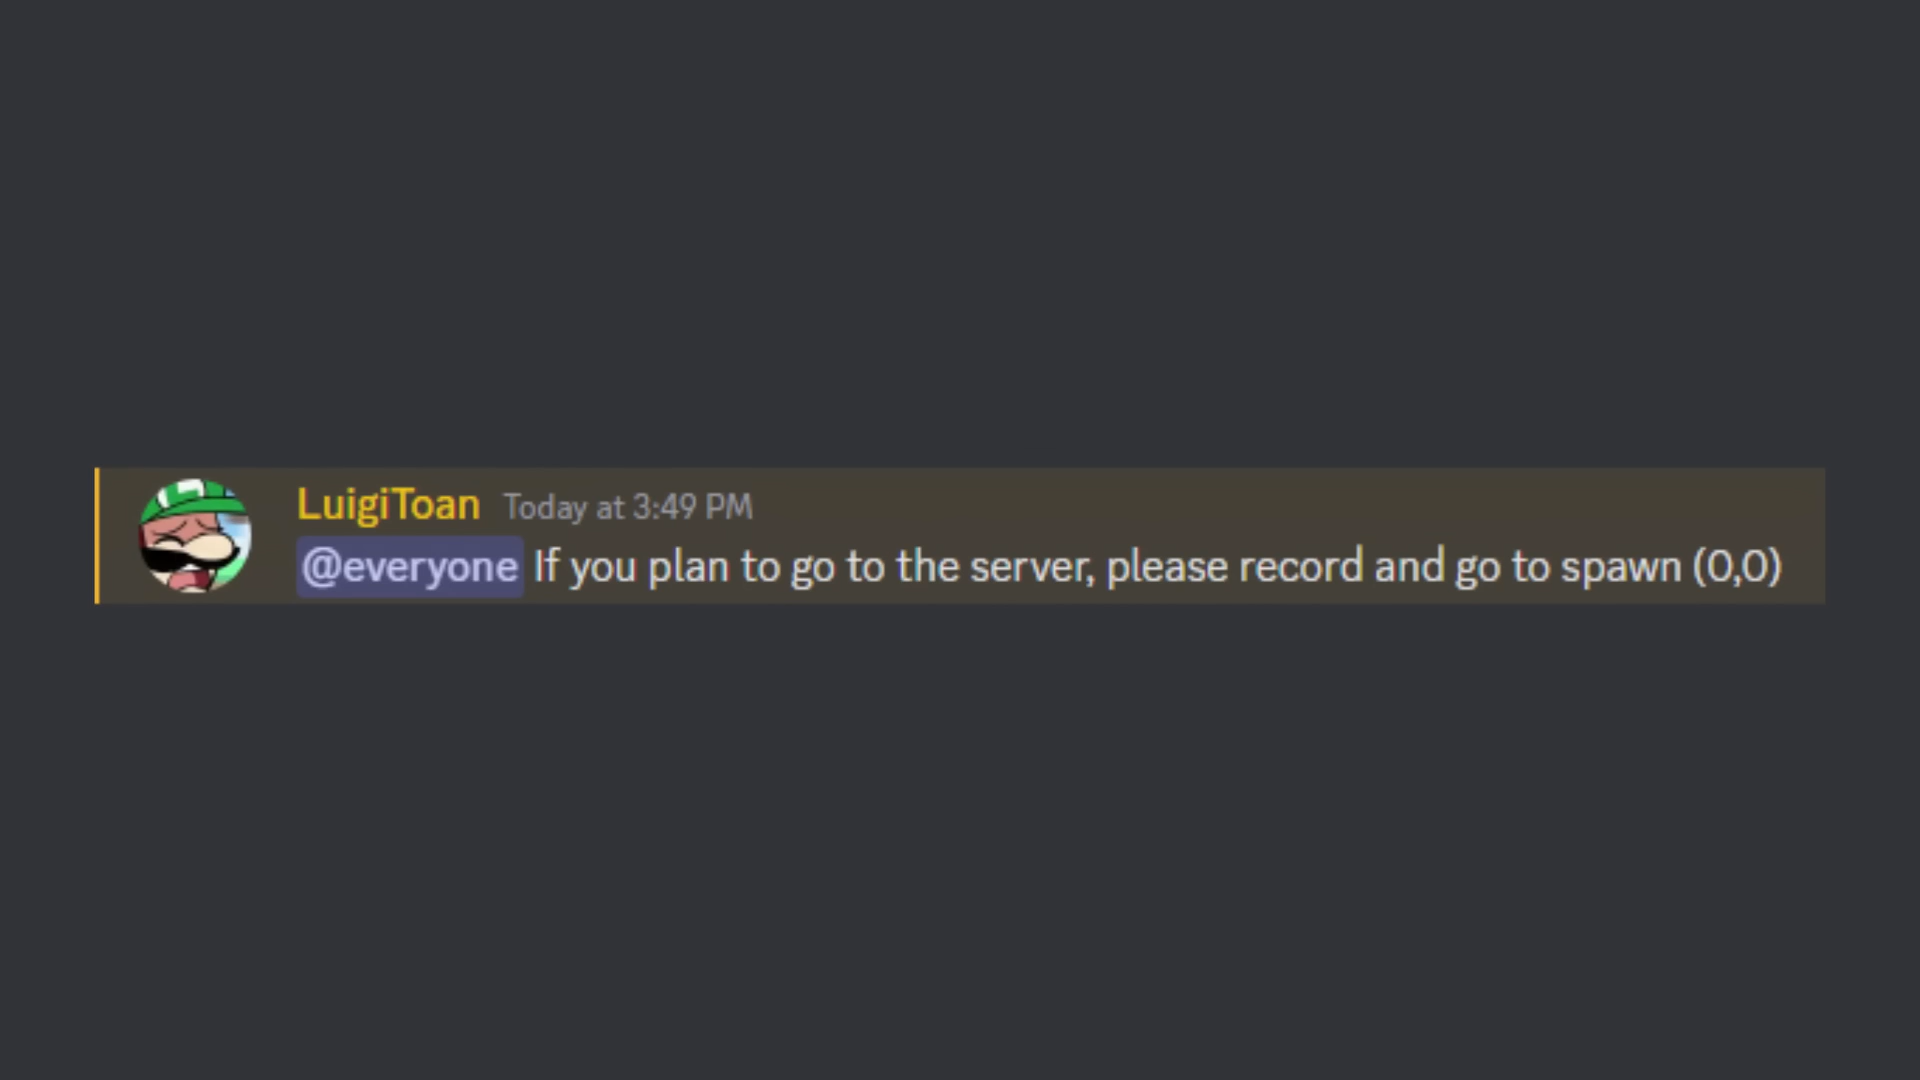 LuigiToan Today at 3:49 PM
@everyone If you plan to go to the server, please record and go to spawn (0,0)